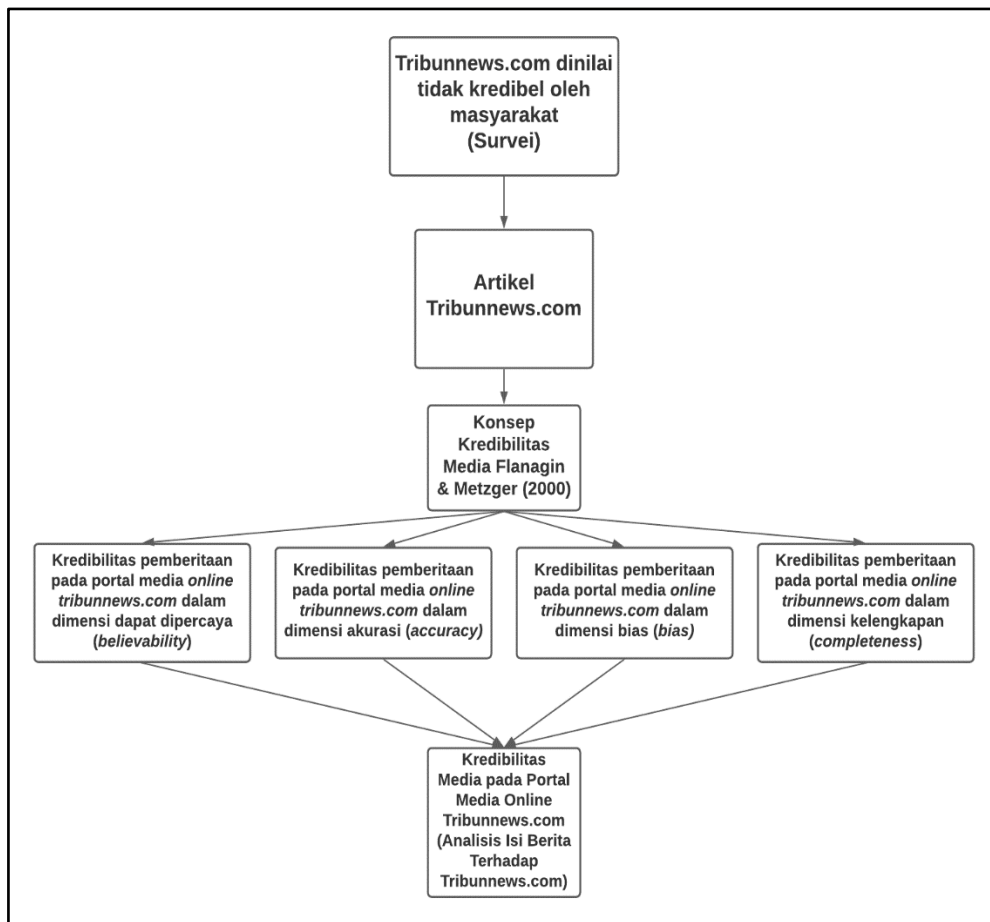 Tribunnews.com dinilai
tidak kredibel oleh
masyarakat
(Survei)
Artikel
Tribunnews.com
Konsep
Kredibilitas
Media Flanagin
& Metzger (2000)
Kredibilitas pemberitaan
pada portal media online
tribunnews.com dalam
dimensi dapat dipercaya
(believability)
Kredibilitas pemberitaan
pada portal media online
tribunnews.com dalam
dimensi akurasi (accuracy)
Kredibilitas pemberitaan
pada portal media online
tribunnews.com dalam
dimensi bias (bias)
Kredibilitas pemberitaan
pada portal media online
tribunnews.com dalam
dimensi kelengkapan
(completeness)
Kredibilitas
Media pada Portal
Media Online
Tribunnews.com
(Analisis Isi Berita
Terhadap
Tribunnews.com)